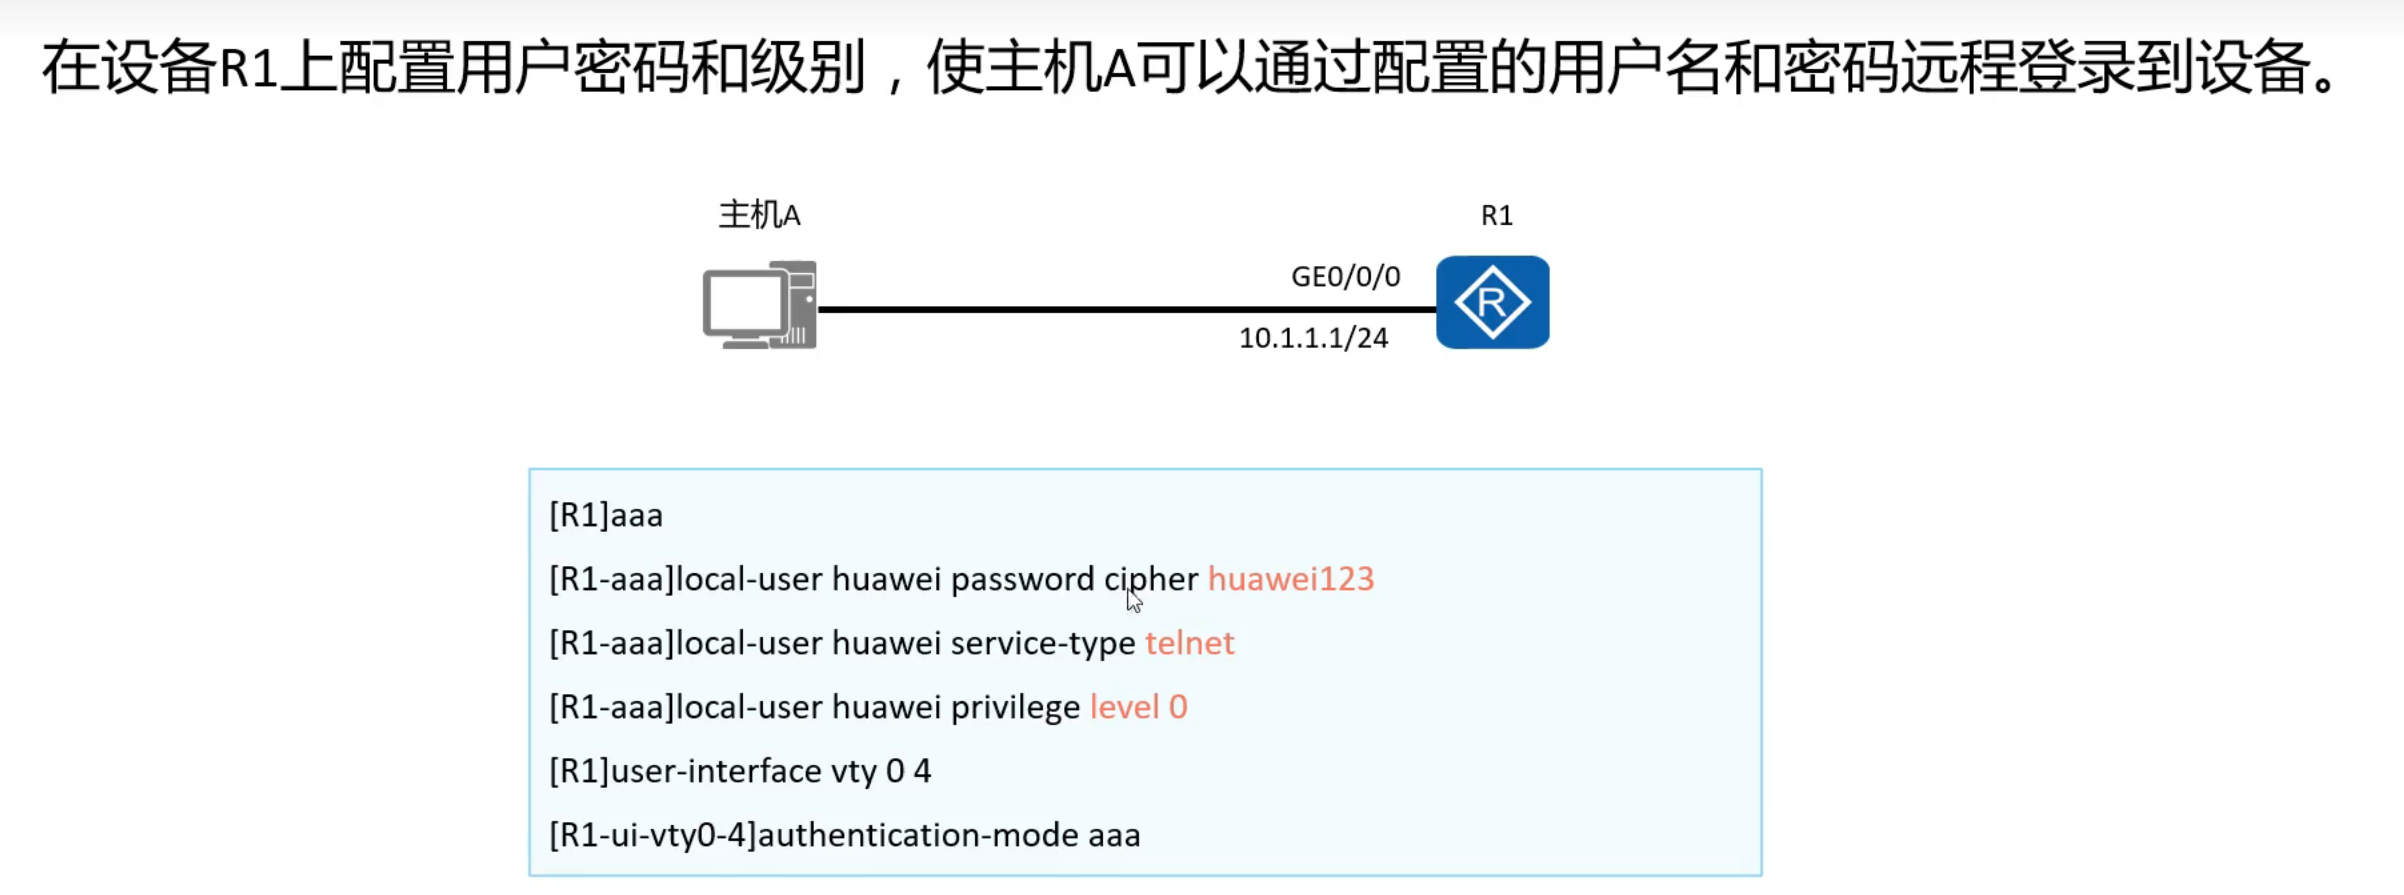 在设备R1上配置用户密码和级别，使主机A可以通过配置的用户名和密码远程登录到设备。
主机A
R1
GE0/0/0
R
10.1.1.1/24
[R1]aaa
[R1-aaa]local-user huawei password cipher huawei123
[R1-aaa]local-user huawei service-type telnet
[R1-aaa]local-user huawei privilege level 0
[R1]user-interface vty 0 4
[R1-ui-vty0-4]authentication-mode aaa